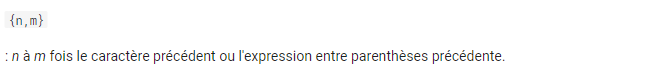 {n,m}
: n à m fois le caractère précédent ou l'expression entre parenthèses précédente.